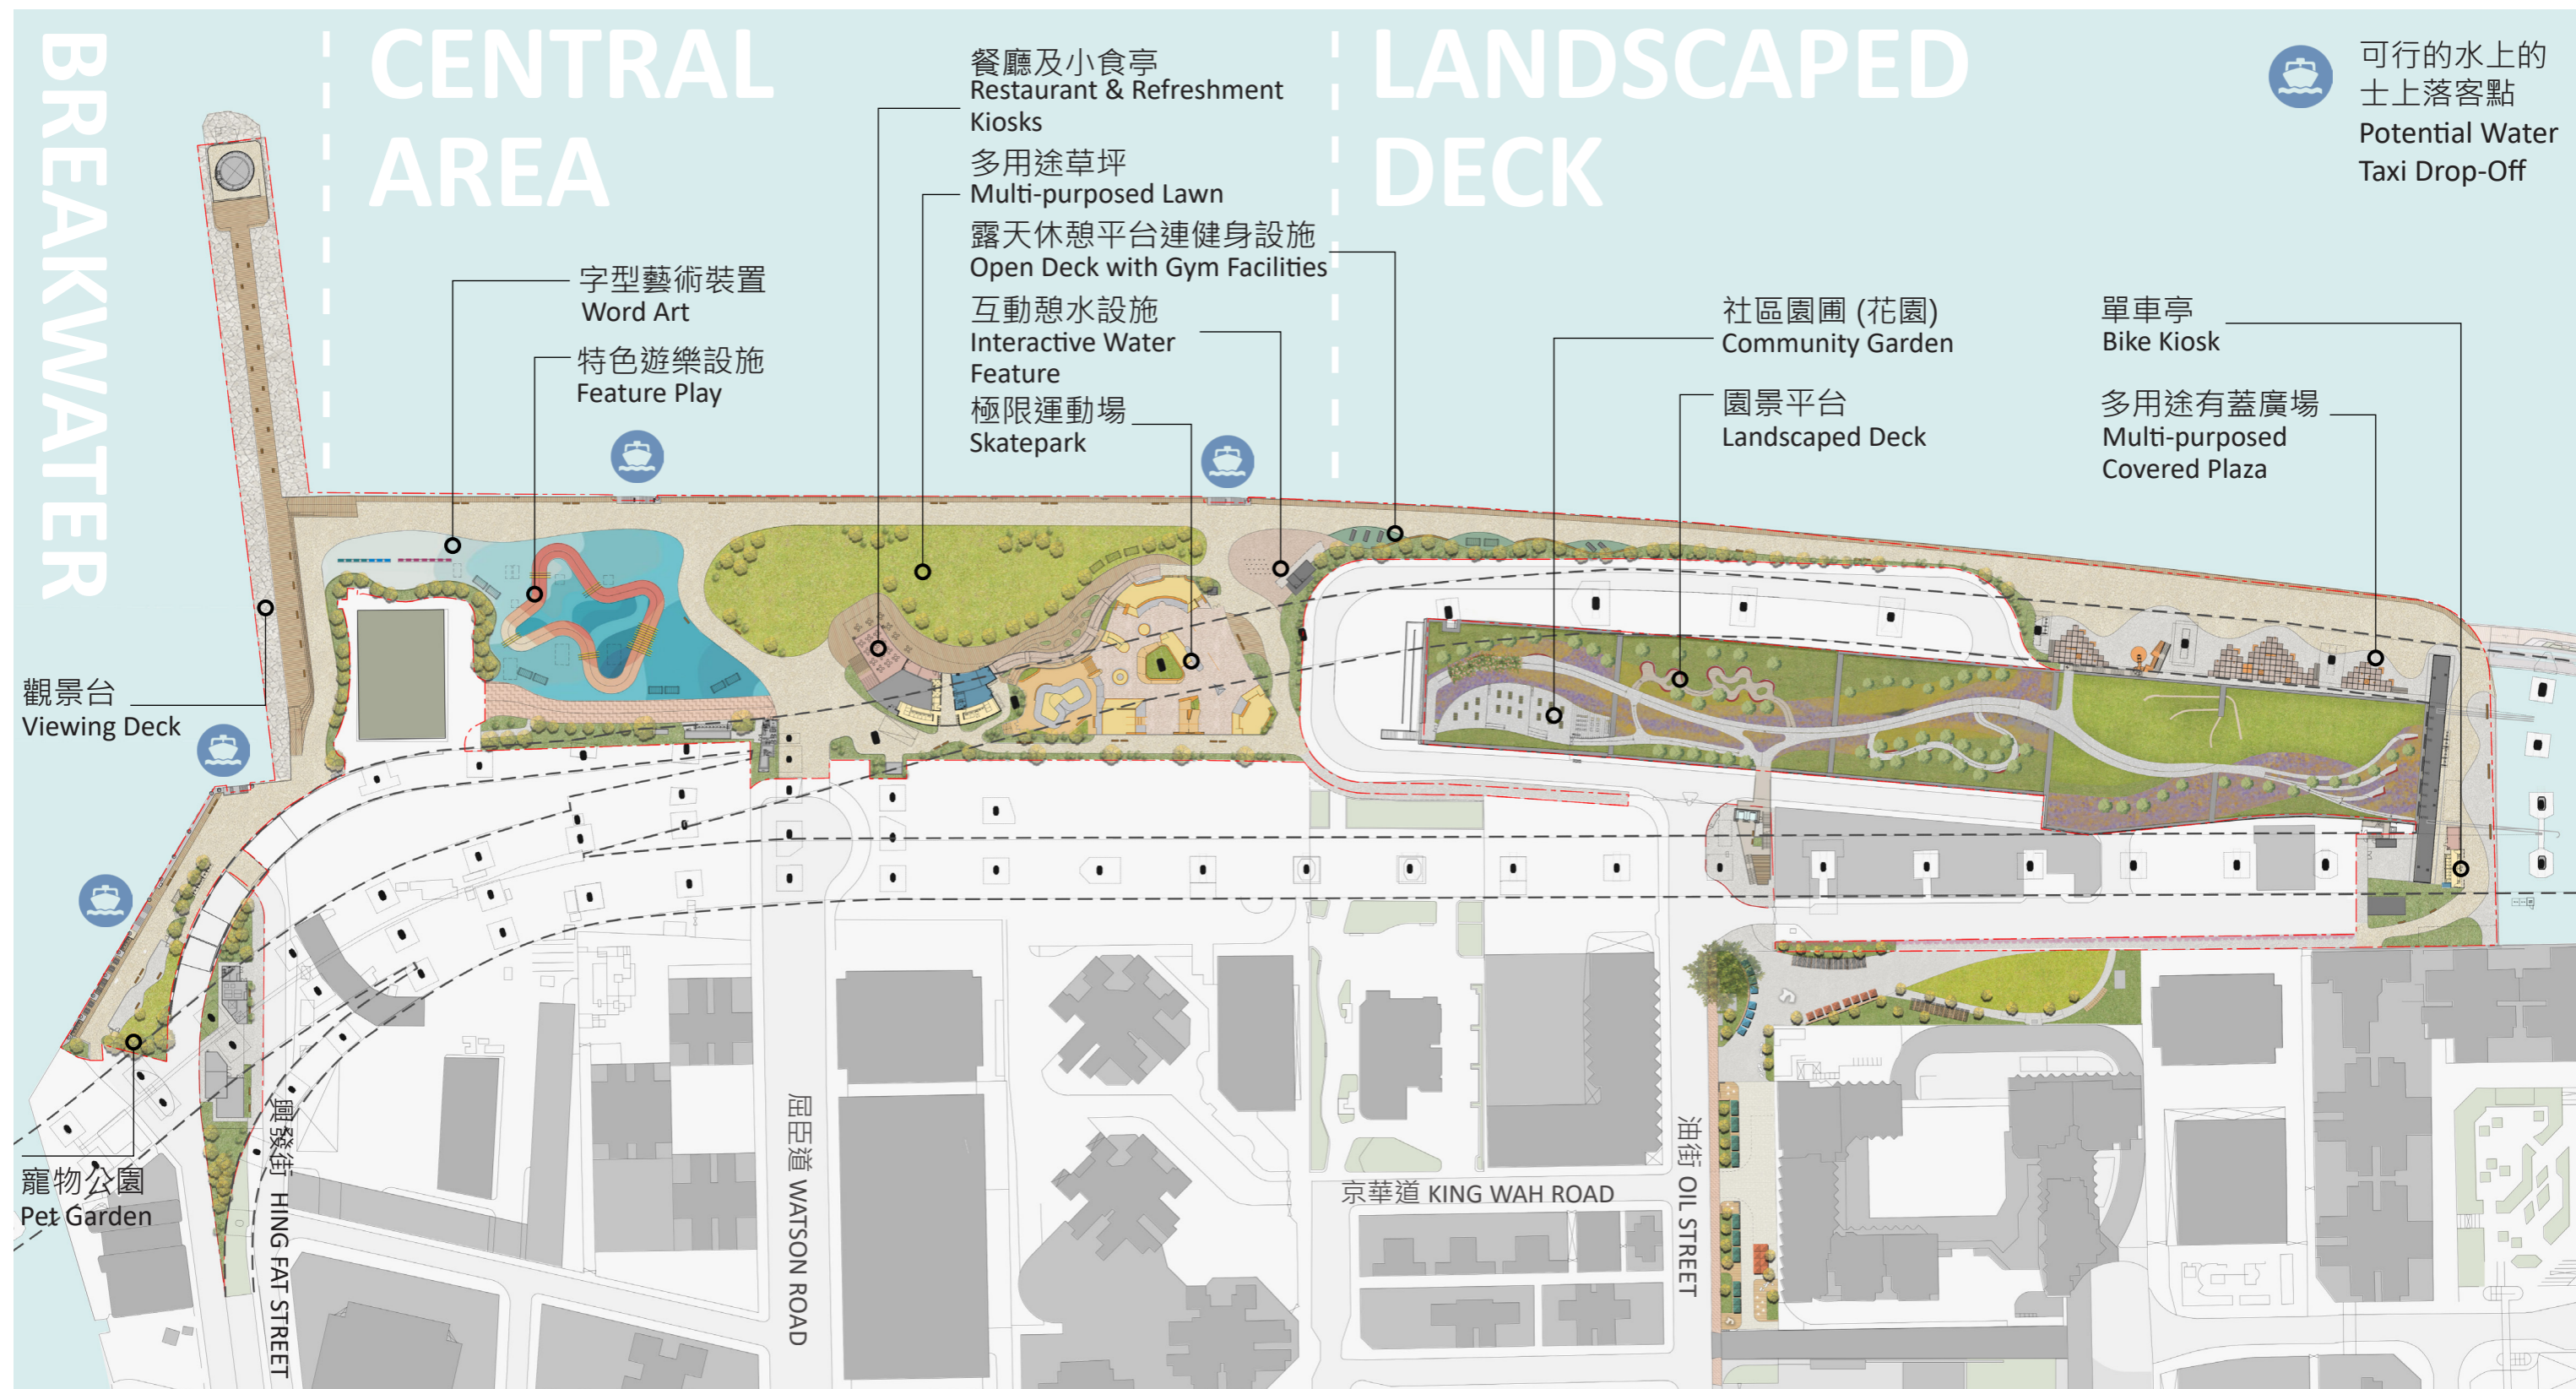 BREAKWATER
CENTRAL
AREA
LANDSCAPED
DECK
可行的水上的
士上落客點
Potential Water
Taxi Drop-Off
餐廳及小食亭
Restaurant & Refreshment
Kiosks
多用途草坪
Multi-purposed Lawn
露天休憩平台連健身設施
Open Deck with Gym Facilities
互動憩水設施
Interactive Water
Feature
極限運動場
Skatepark
字型藝術裝置
Word Art
特色遊樂設施
Feature Play
社區園圃 (花園)
Community Garden
園景平台
Landscaped Deck
單車亭
Bike Kiosk
多用途有蓋廣場
Multi-purposed
Covered Plaza
觀景台
Viewing Deck
寵物公園
Pet Garden
興發街 HING FAT STREET
屈臣道 WATSON ROAD
京華道 KING WAH ROAD
油街 OIL STREET